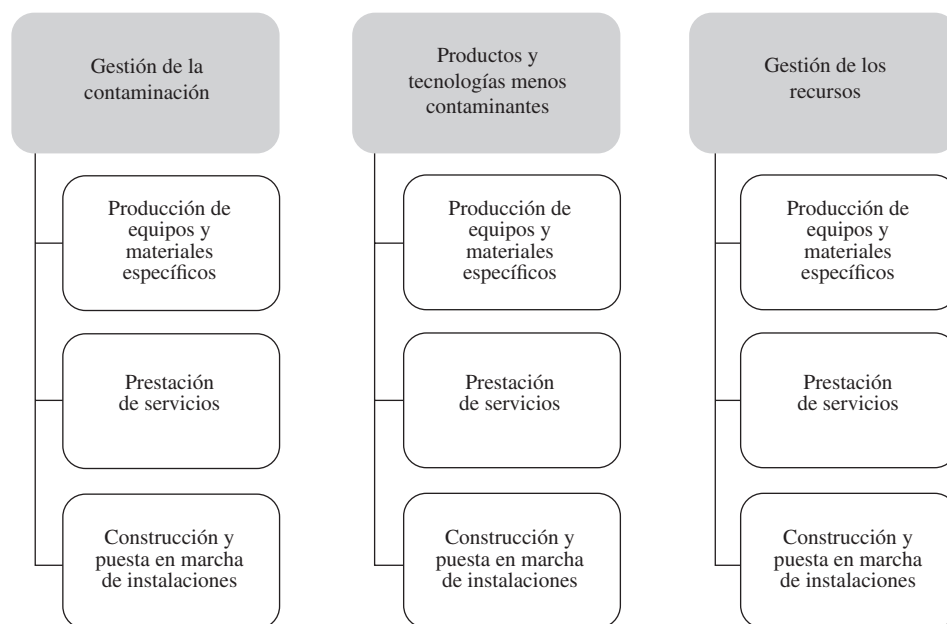 Gestión de la
contaminación
Producción de
equipos y
materiales
específicos
Prestación
de servicios
Construcción y
puesta en marcha
de instalaciones
Productos y
tecnologías menos
contaminantes
Producción de
equipos y
materiales
específicos
Prestación
de servicios
Construcción y
puesta en marcha
de instalaciones
Gestión de los
recursos
Producción de
equipos y
materiales
específicos
Prestación
de servicios
Construcción y
puesta en marcha
de instalaciones